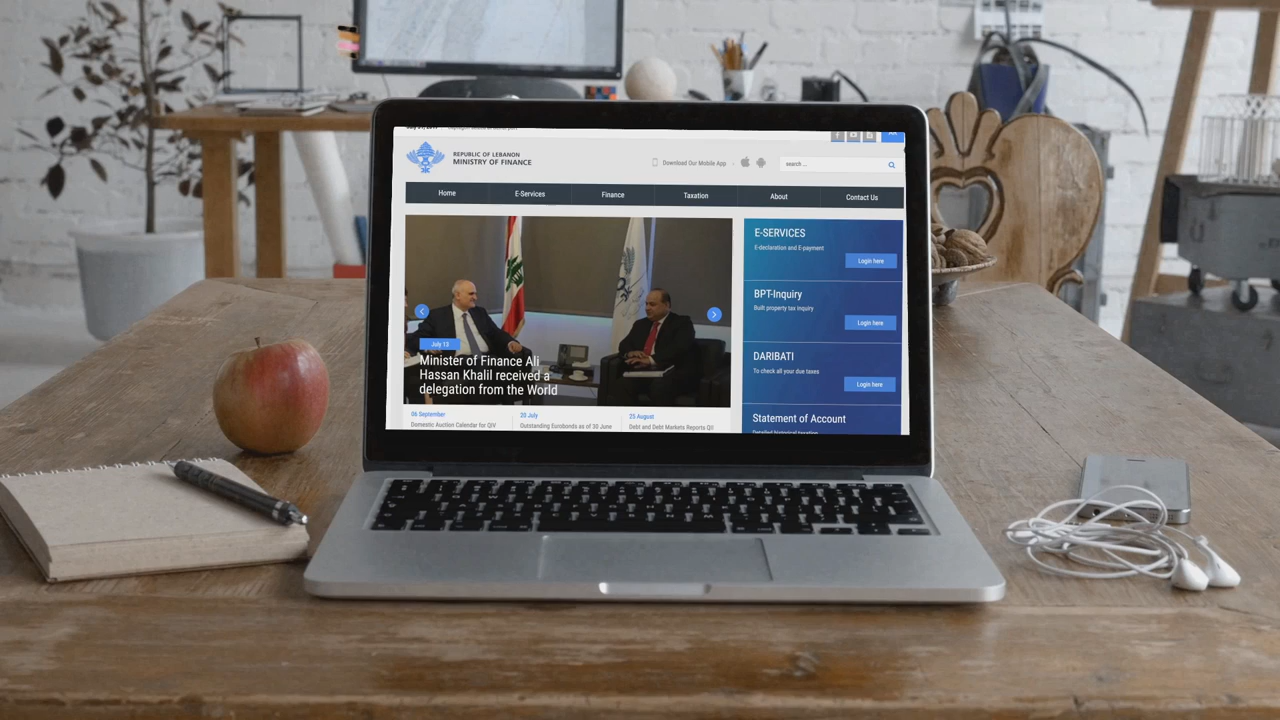 REPUBLIC OF LEBANON
MINISTRY OF FINANCE
Download Our Mobile App
search ...
Home
E-Services
Finance
Taxation
About
Contact Us
July 13
Minister of Finance Ali
Hassan Khalil received a
delegation from the World
E-SERVICES
E-declaration and E-payment
Login here
BPT-Inquiry
Built property tax inquiry
Login here
DARIBATI
To check all your due taxes
Login here
Statement of Account
Detailed historical taxation
06 September
Domestic Auction Calendar for QIV
20 July
Outstanding Eurobonds as of 30 June
25 August
Debt and Debt Markets Reports QII